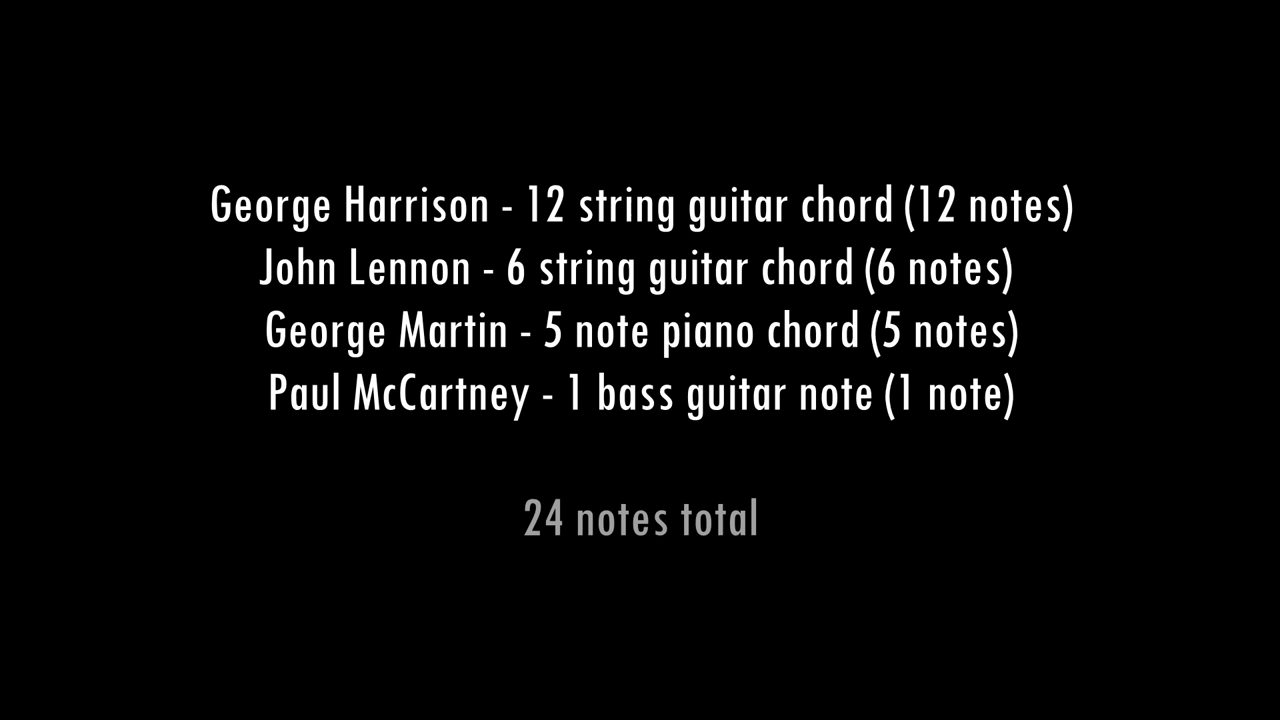 George Harrison - 12 string guitar chord (12 notes)
John Lennon - 6 string guitar chord (6 notes)
George Martin - 5 note piano chord (5 notes)
Paul McCartney - 1 bass guitar note (1 note)
24 notes total